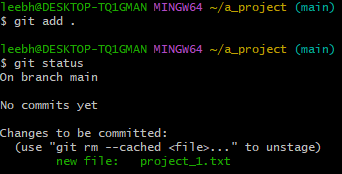 leebh@DESKTOP-TQ1GMAN MINGW64 ~/a_project (main)
$ git add .

leebh@DESKTOP-TQ1GMAN MINGW64 ~/a_project (main)
$ git status
On branch main

No commits yet

Changes to be committed:
  (use "git rm --cached <file>..." to unstage)
        new file:   project_1.txt